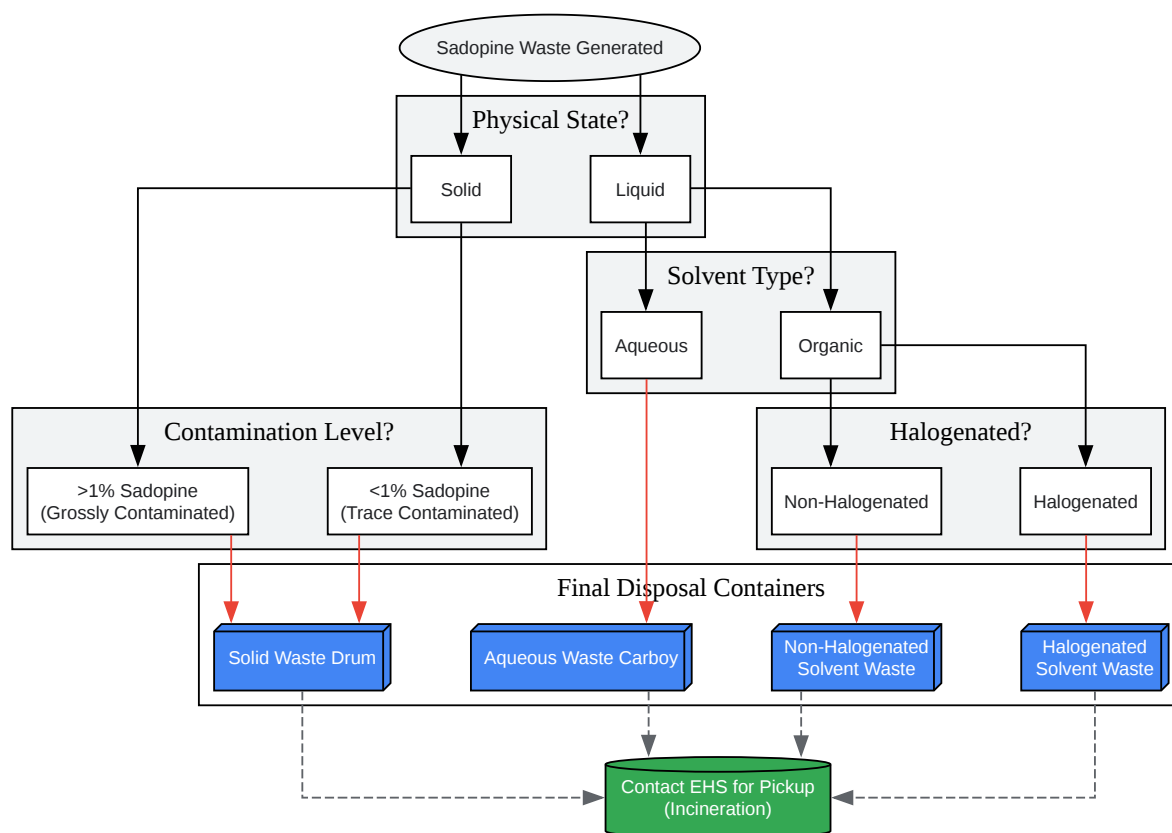 Sadopine Waste Generated
Physical State?
Solid
Liquid
Solvent Type?
Aqueous
Organic
Contamination Level?
Halogenated?
>1% Sadopine
(Grossly Contaminated)
<1% Sadopine
(Trace Contaminated)
Non-Halogenated
Halogenated
Final Disposal Containers
Solid Waste Drum
Aqueous Waste Carboy
Non-Halogenated
Solvent Waste
Halogenated
Solvent Waste
Contact EHS for Pickup
(Incineration)